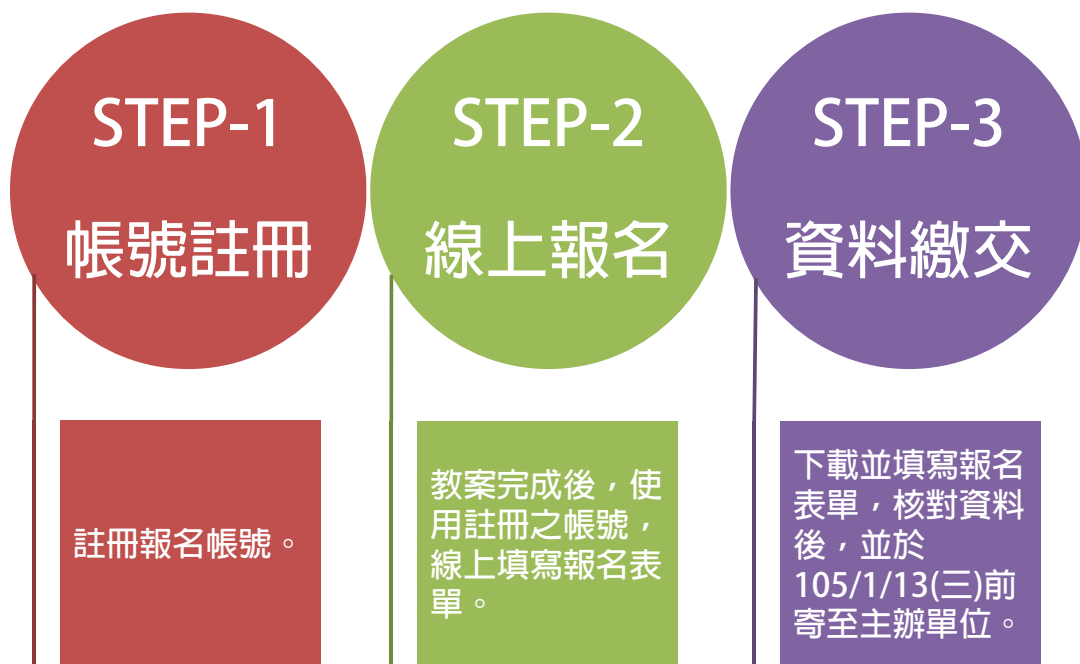 STEP-1
帳號註冊
STEP-2
線上報名
STEP-3
資料繳交
註冊報名帳號。
教案完成後，使
用註冊之帳號，
線上填寫報名表
單。
下載並填寫報名
表單，核對資料
後，並於
105/1/13(三)前
寄至主辦單位。